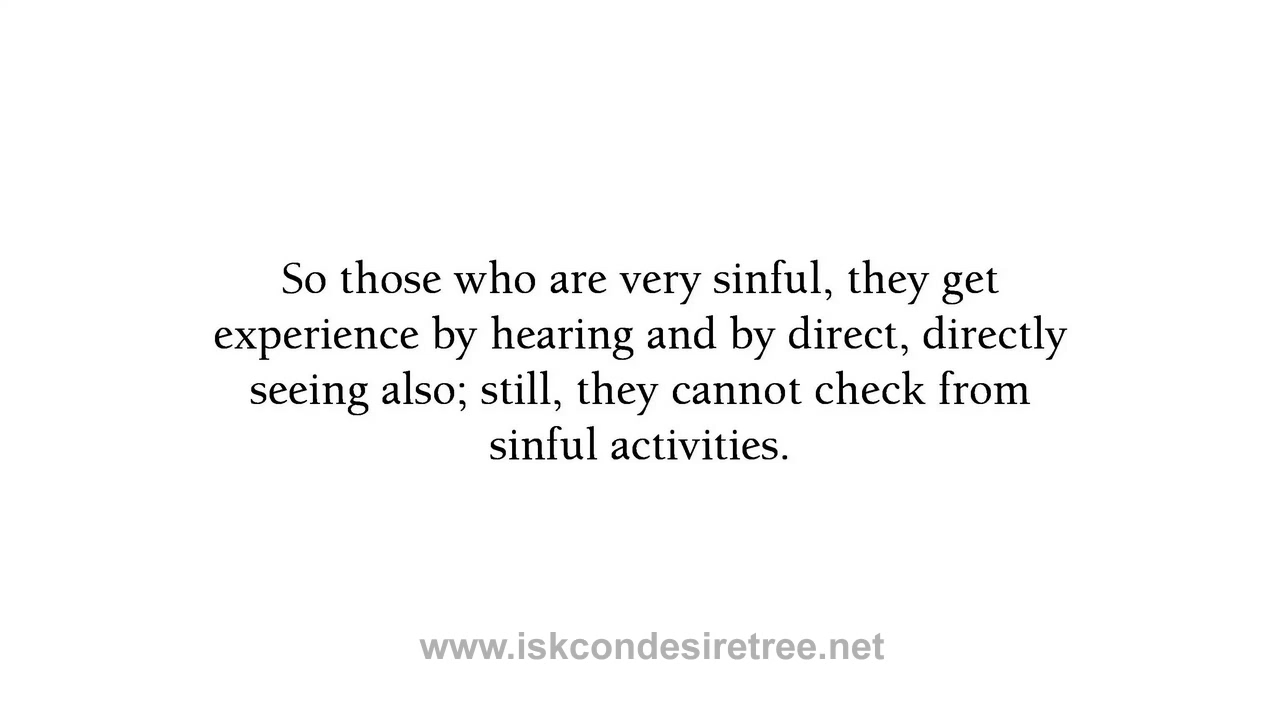 So those who are very sinful, they get
experience by hearing and by direct, directly
seeing also; still, they cannot check from
sinful activities.
www.iskcondesiretree.net